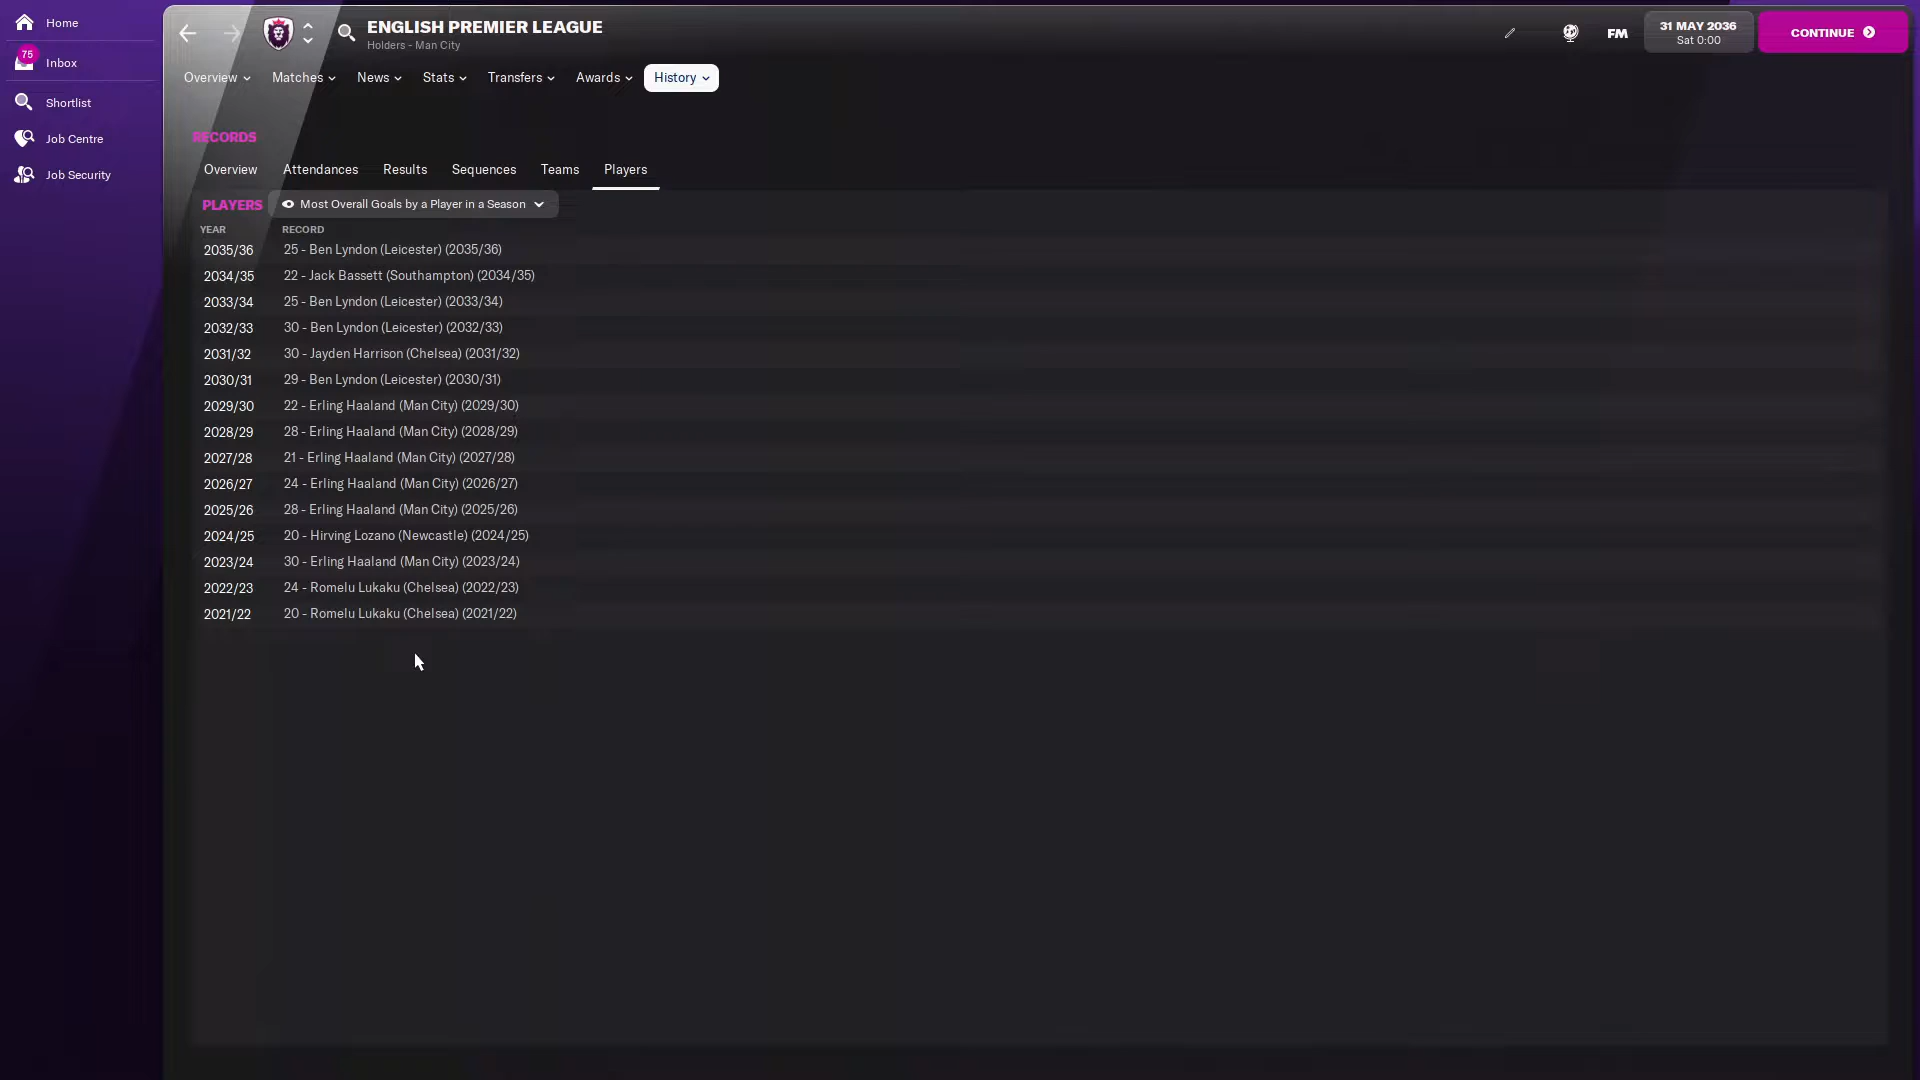 Home
75
Inbox
Shortlist
Job Centre
Job Security
ENGLISH PREMIER LEAGUE
Holders - Man City
FM
31 MAY 2036
Sat 0:00
CONTINUE
Overview Matches News Stats Transfers Awards History
RECORDS
Overview Attendances Results Sequences Teams Players
PLAYERS Most Overall Goals by a Player in a Season
YEAR RECORD
2035/36 25 - Ben Lyndon (Leicester) (2035/36)
2034/35 22 - Jack Bassett (Southampton) (2034/35)
2033/34 25 - Ben Lyndon (Leicester) (2033/34)
2032/33 30 - Ben Lyndon (Leicester) (2032/33)
2031/32 30 - Jayden Harrison (Chelsea) (2031/32)
2030/31 29 - Ben Lyndon (Leicester) (2030/31)
2029/30 22 - Erling Haaland (Man City) (2029/30)
2028/29 28 - Erling Haaland (Man City) (2028/29)
2027/28 21 - Erling Haaland (Man City) (2027/28)
2026/27 24 - Erling Haaland (Man City) (2026/27)
2025/26 28 - Erling Haaland (Man City) (2025/26)
2024/25 20 - Hirving Lozano (Newcastle) (2024/25)
2023/24 30 - Erling Haaland (Man City) (2023/24)
2022/23 24 - Romelu Lukaku (Chelsea) (2022/23)
2021/22 20 - Romelu Lukaku (Chelsea) (2021/22)